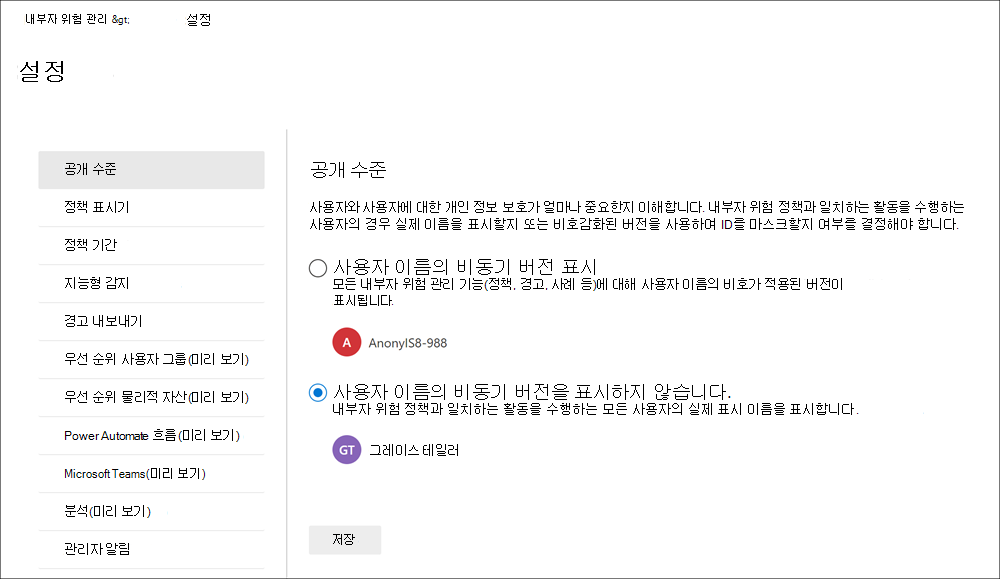 내부자 위험 관리 &gt; 설정
설정
공개 수준
정책 표시기
정책 기간
지능형 감지
경고 내보내기
우선 순위 사용자 그룹(미리 보기)
우선 순위 물리적 자산(미리 보기)
Power Automate 흐름(미리 보기)
Microsoft Teams(미리 보기)
분석(미리 보기)
관리자 알림
공개 수준
사용자와 사용자에 대한 개인 정보 보호가 얼마나 중요한지 이해합니다. 내부자 위험 정책과 일치하는 활동을 수행하는
사용자의 경우 실제 이름을 표시할지 또는 비호감화된 버전을 사용하며 ID를 마스크할지 여부를 결정해야 합니다.
사용자 이름의 비동기 버전 표시
모든 내부자 위험 관리 기능(정책, 경고, 사례 등)에 대해 사용자 이름의 비호가 적용된 버전이
표시됩니다.
A AnonyIS8-988
사용자 이름의 비동기 버전을 표시하지 않습니다.
내부자 위험 정책과 일치하는 활동을 수행하는 모든 사용자의 실제 표시 이름을 표시합니다.
GT 그레이스 테일러
저장